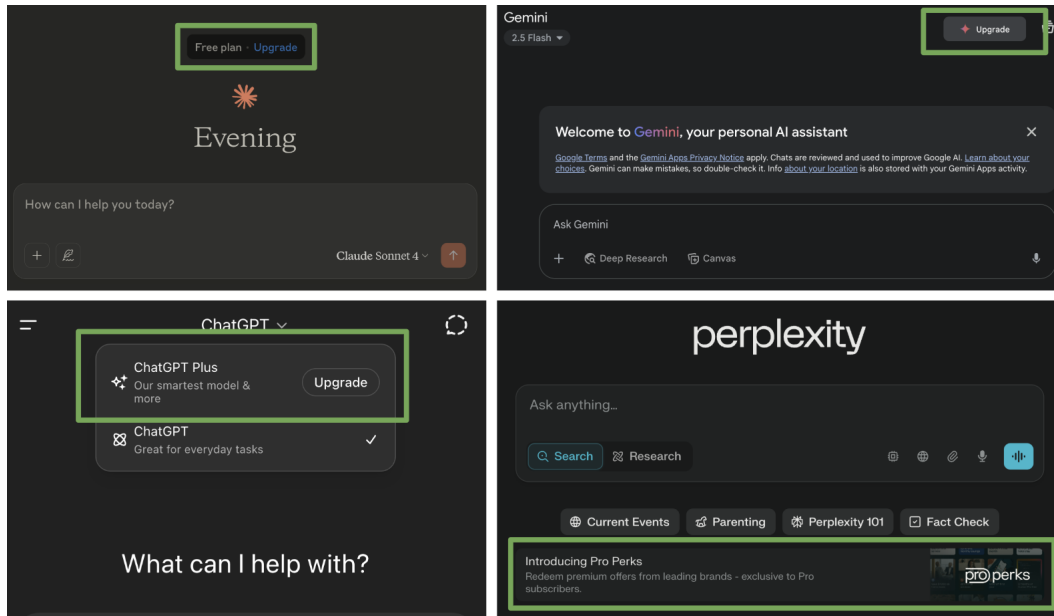 Free plan · Upgrade
Evening
How can I help you today?
Claude Sonnet 4
Gemini
2.5 Flash
Upgrade
Welcome to Gemini, your personal AI assistant
Google Terms and the Gemini Apps Privacy Notice apply. Chats are reviewed and used to improve Google AI. Learn about your
choices. Gemini can make mistakes, so double-check it. Info about your location is also stored with your Gemini Apps activity.
Ask Gemini
Deep Research
Canvas
ChatGPT
ChatGPT Plus
Our smartest model &
more
Upgrade
ChatGPT
Great for everyday tasks
What can I help with?
perplexity
Ask anything...
Search
Research
Current Events
Parenting
Perplexity 101
Fact Check
Introducing Pro Perks
Redeem premium offers from leading brands - exclusive to Pro
subscribers.
pro perks